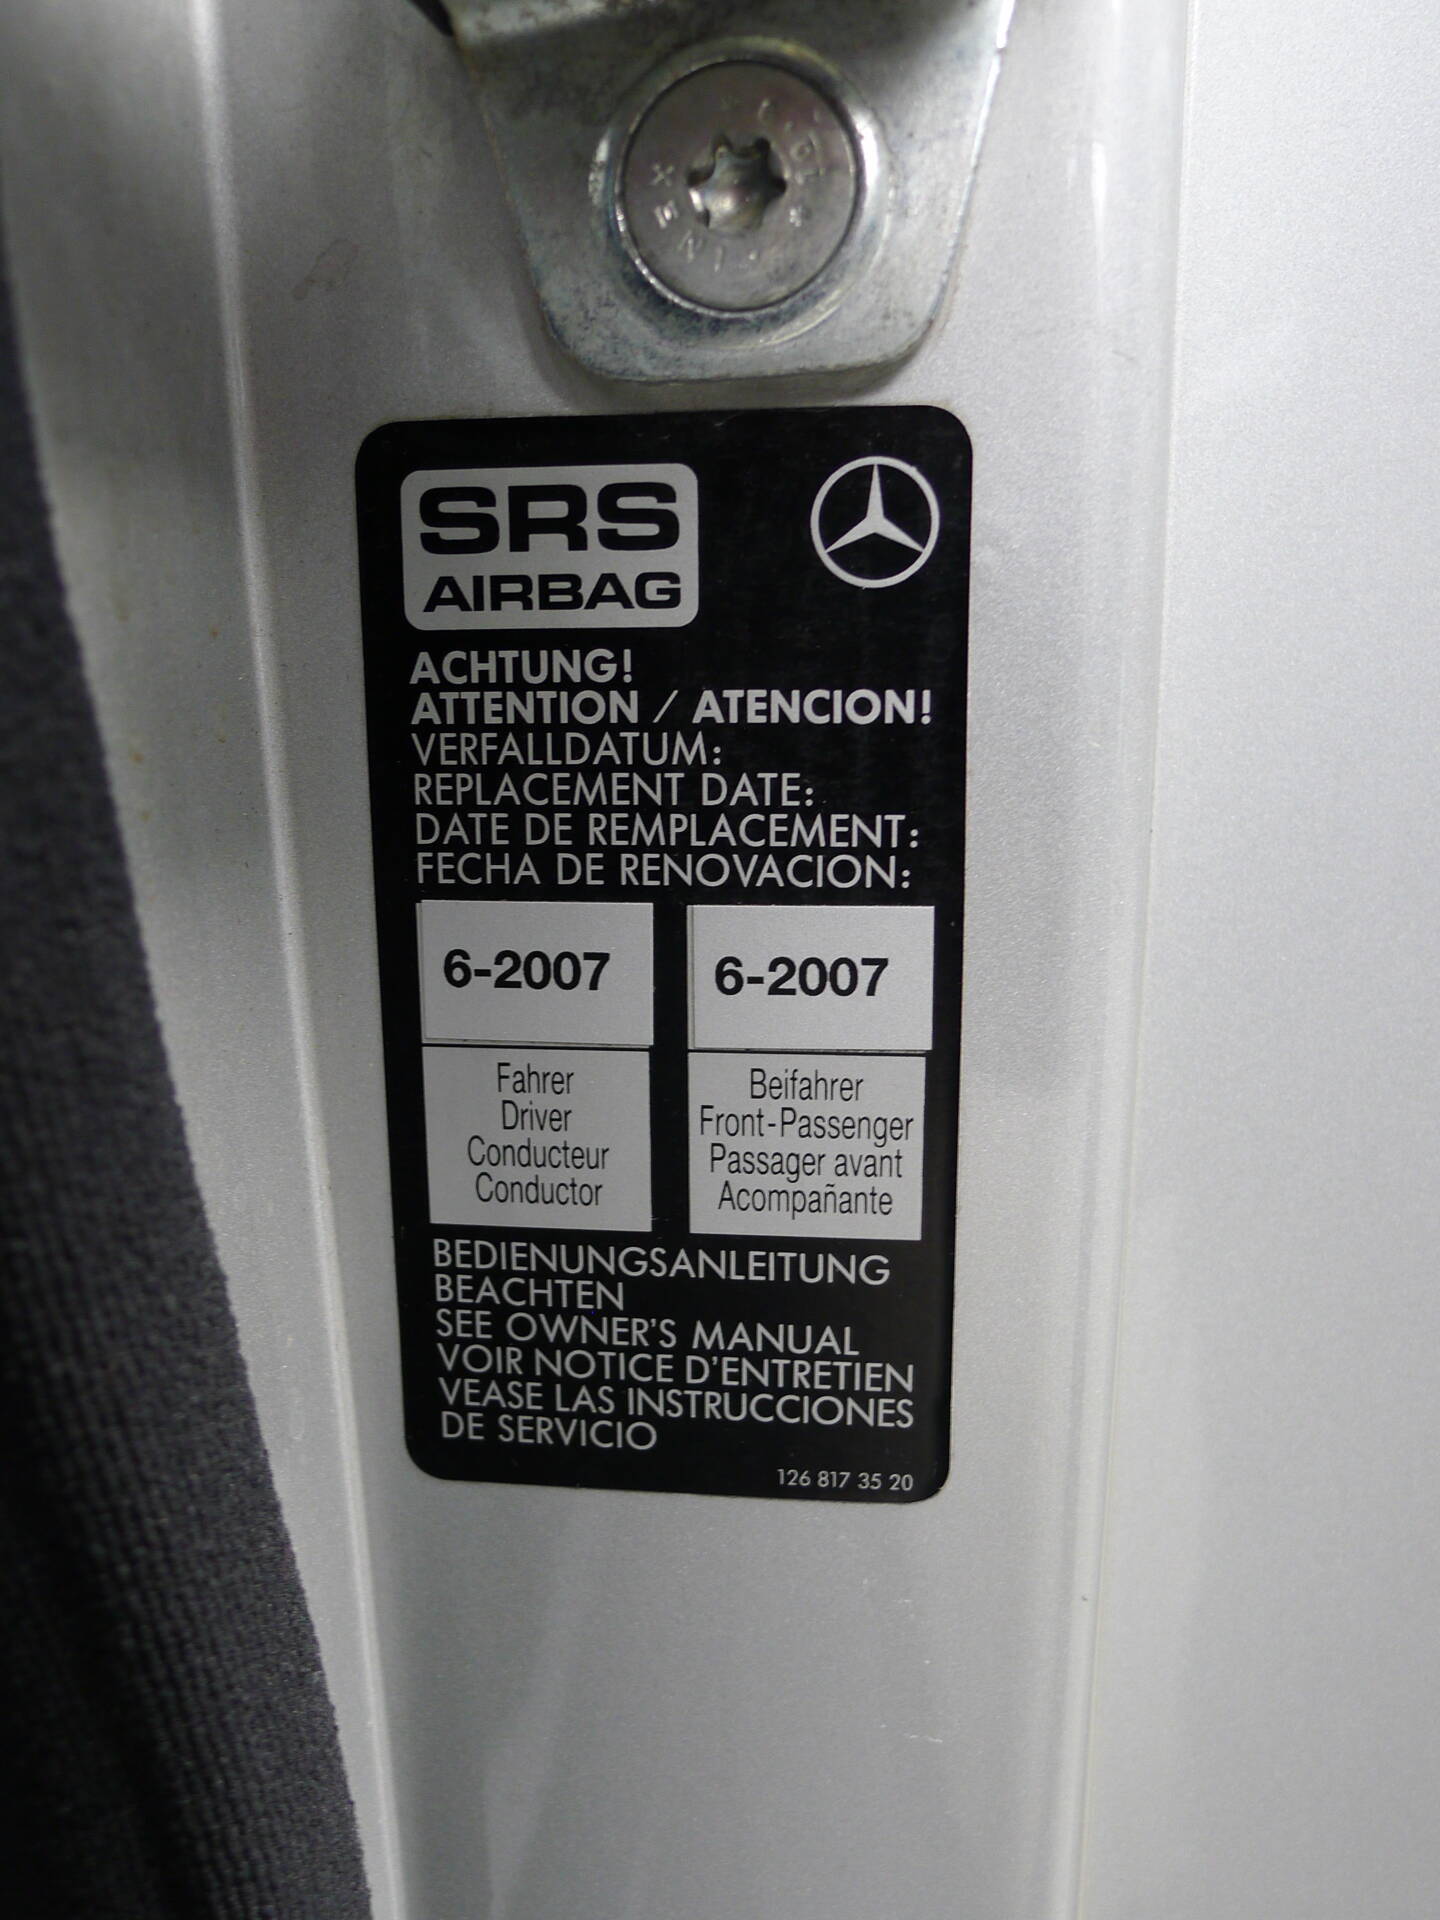 SRS
AIRBAG
ACHTUNG!
ATTENTION / ATENCION!
VERFALLDATUM:
REPLACEMENT DATE:
DATE DE REMPLACEMENT:
FECHA DE RENOVACION:
6-2007 6-2007
Fahrer
Driver
Conducteur
Conductor
Beifahrer
Front-Passenger
Passager avant
Acompañante
BEDIENUNGSANLEITUNG
BEACHTEN
SEE OWNER'S MANUAL
VOIR NOTICE D'ENTRETIEN
VEASE LAS INSTRUCCIONES
DE SERVICIO
126 817 35 20